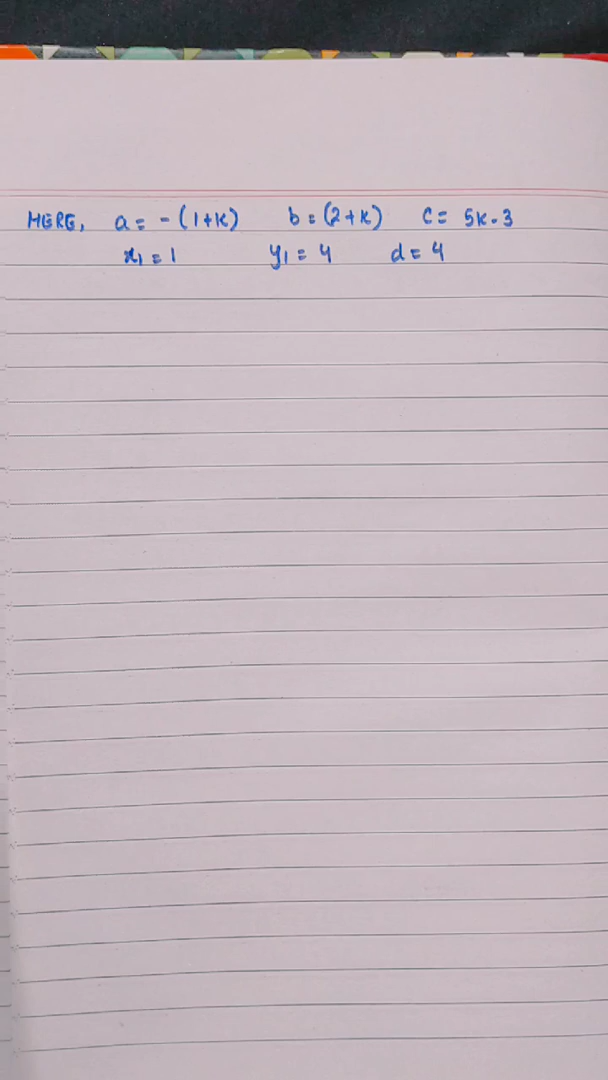 HERE, a = - (1+k) b = (2+k) c = 5k - 3
x₁ = 1 y₁ = 4 d = 4